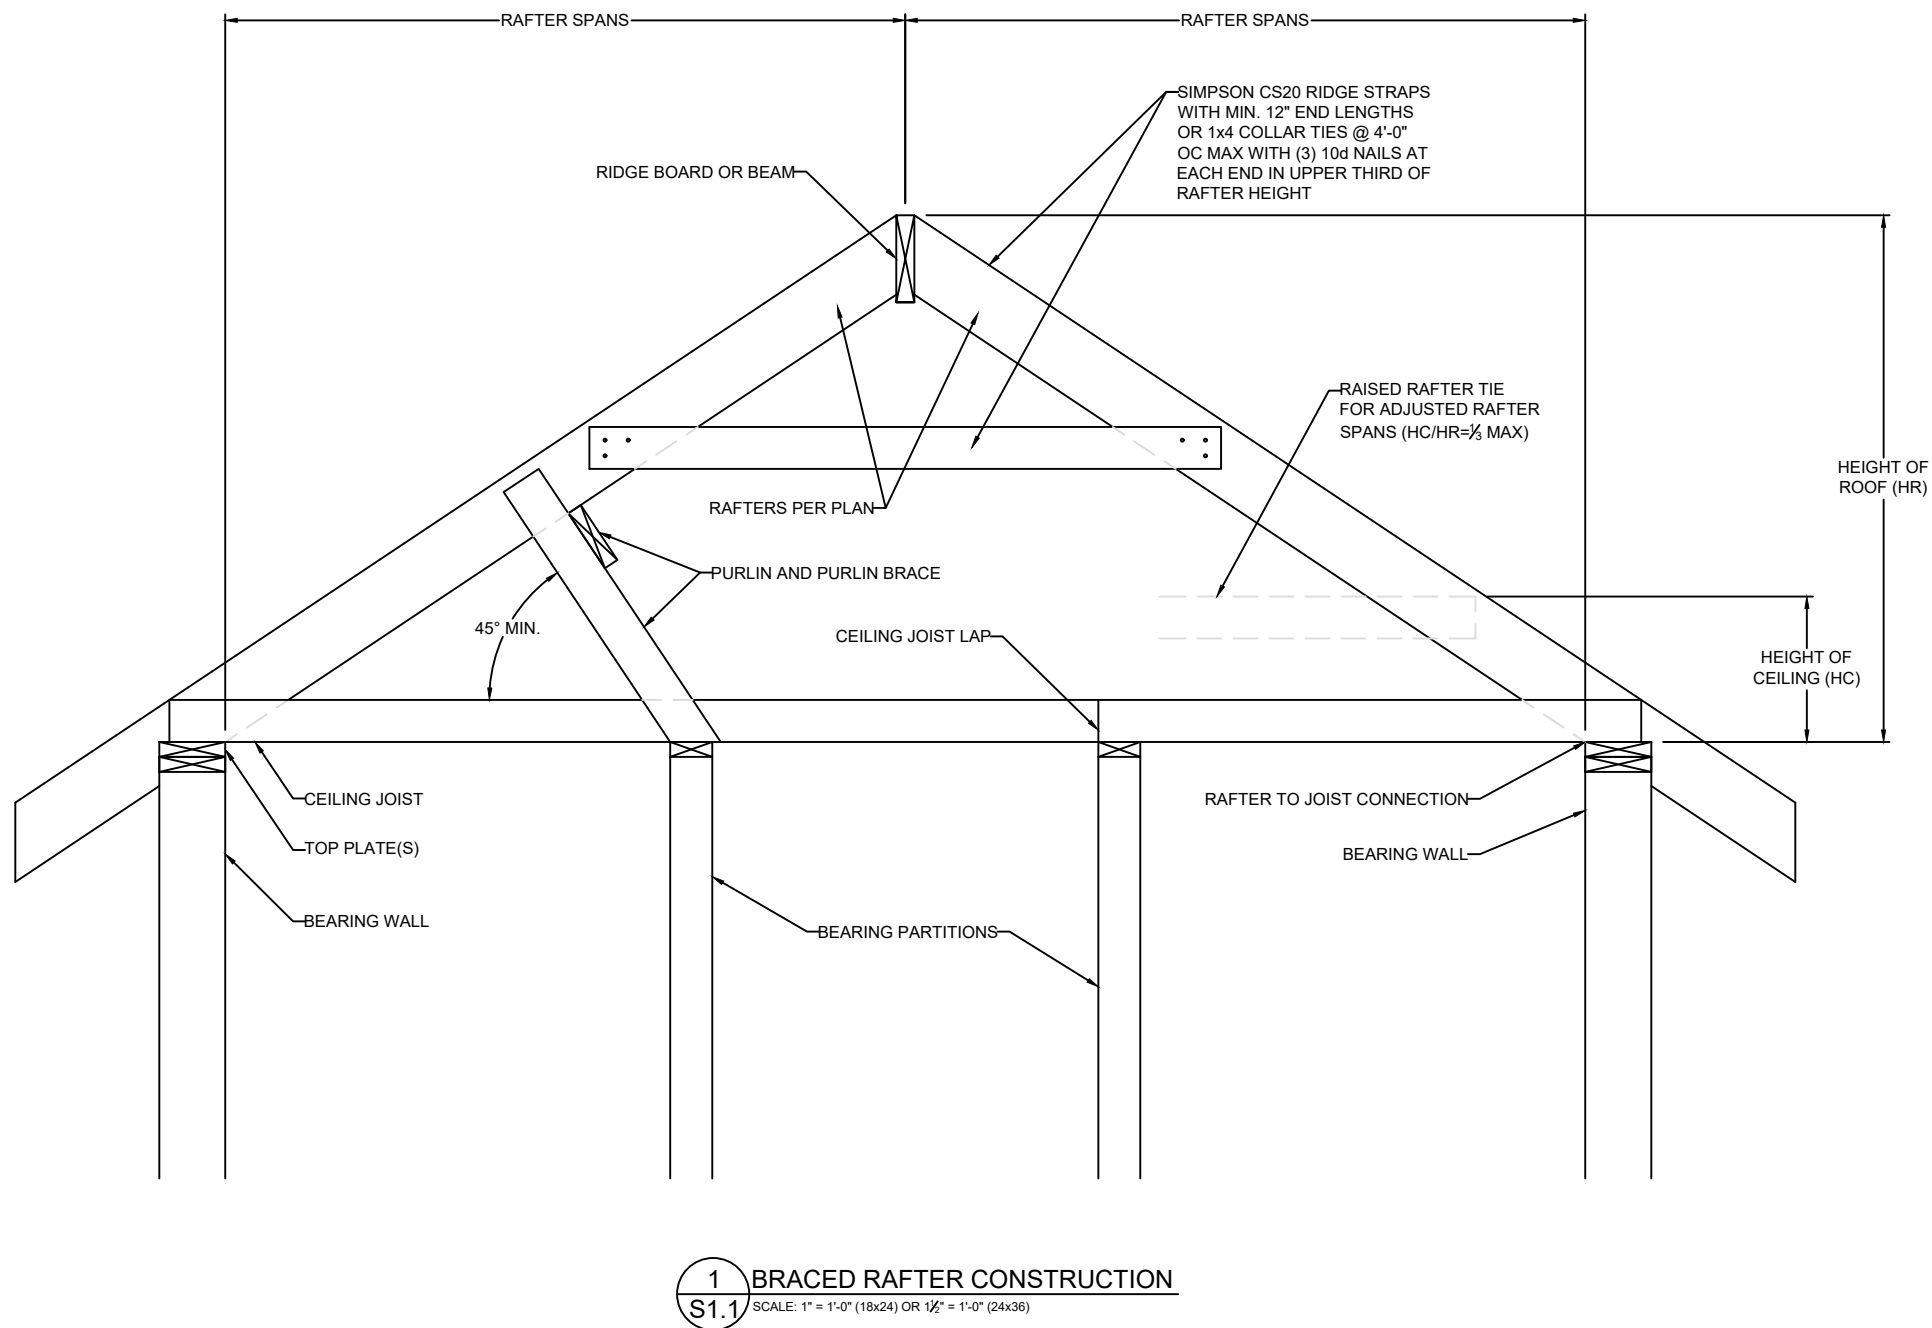 RAFTER SPANS
RAFTER SPANS
SIMPSON CS20 RIDGE STRAPS
WITH MIN. 12" END LENGTHS
OR 1x4 COLLAR TIES @ 4'-0"
OC MAX WITH (3) 10d NAILS AT
EACH END IN UPPER THIRD OF
RAFTER HEIGHT
RIDGE BOARD OR BEAM
RAISED RAFTER TIE
FOR ADJUSTED RAFTER
SPANS (HC/HR=⅓ MAX)
HEIGHT OF
ROOF (HR)
RAFTERS PER PLAN
PURLIN AND PURLIN BRACE
45° MIN.
CEILING JOIST LAP
HEIGHT OF
CEILING (HC)
CEILING JOIST
RAFTER TO JOIST CONNECTION
TOP PLATE(S)
BEARING WALL
BEARING WALL
BEARING PARTITIONS
1
S1.1
BRACED RAFTER CONSTRUCTION
SCALE: 1" = 1'-0" (18x24) OR 1½" = 1'-0" (24x36)